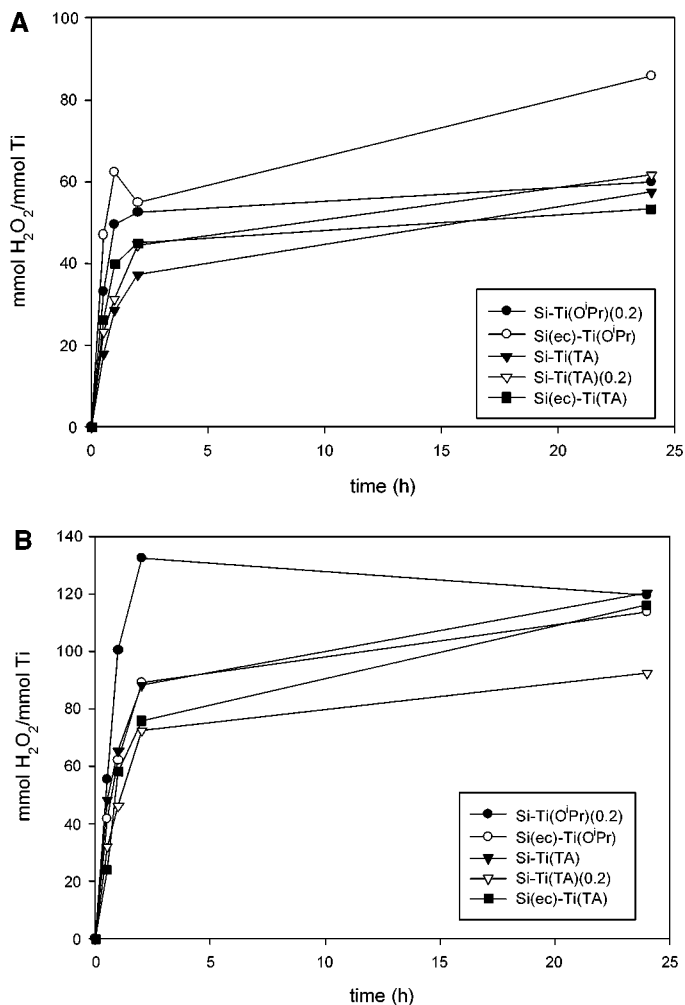 A
100
80
60
40
20
0
mmol H₂O₂/mmol Ti
Si-Ti(OⁱPr)(0.2)
Si(ec)-Ti(OⁱPr)
Si-Ti(TA)
Si-Ti(TA)(0.2)
Si(ec)-Ti(TA)
0 5 10 15 20 25
time (h)
B
140
120
100
80
60
40
20
0
mmol H₂O₂/mmol Ti
Si-Ti(OⁱPr)(0.2)
Si(ec)-Ti(OⁱPr)
Si-Ti(TA)
Si-Ti(TA)(0.2)
Si(ec)-Ti(TA)
0 5 10 15 20 25
time (h)